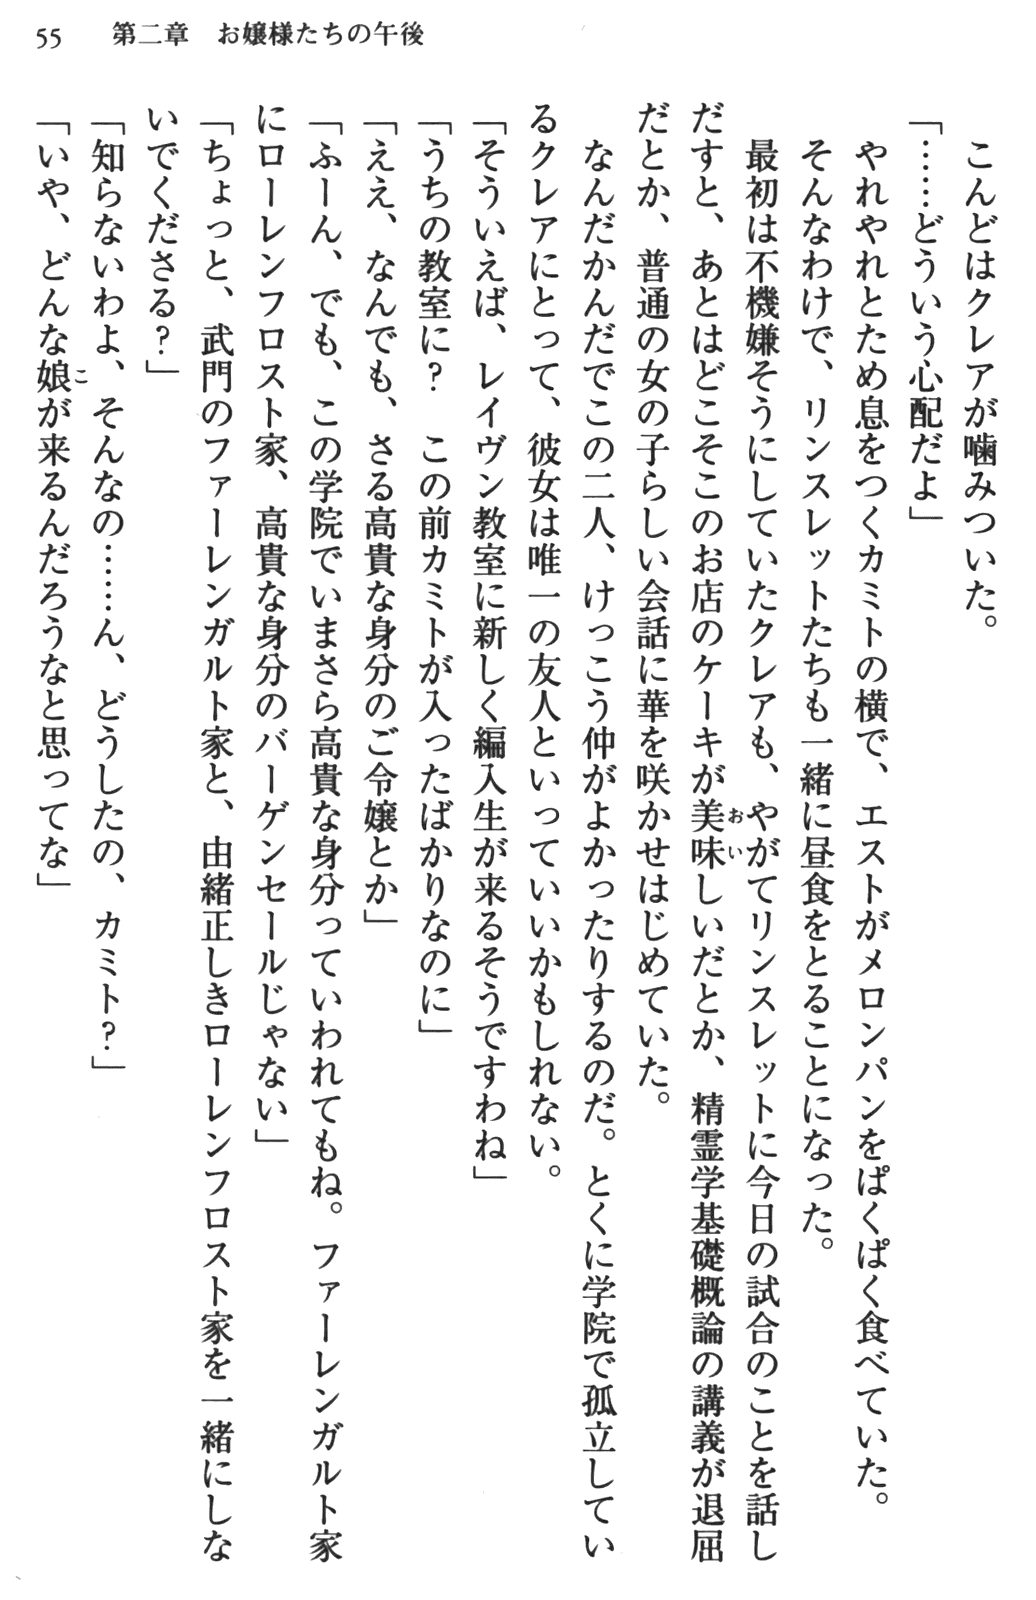 55　第二章　お嬢様たちの午後
　こんどはクレアが噛みついた。
「……どういう心配だよ」
　やれやれとため息をつくカミトの横で、エストがメロンパンをぱくぱく食べていた。
　そんなわけで、リンスレットたちも一緒に昼食をとることになった。
　最初は不機嫌そうにしていたクレアも、やがてリンスレットに今日の試合のことを話し
だすと、あとはどこそこのお店のケーキが美味しいだとか、精霊学基礎概論の講義が退屈
だとか、普通の女の子らしい会話に華を咲かせはじめていた。
　なんだかんだでこの二人、けっこう仲がよかったりするのだ。とくに学院で孤立してい
るクレアにとって、彼女は唯一の友人といっていいかもしれない。
「そういえば、レイヴン教室に新しく編入生が来るそうですわね」
「うちの教室に？　この前カミトが入ったばかりなのに」
「ええ、なんでも、さる高貴な身分のご令嬢とか」
「ふーん、でも、この学院でいまさら高貴な身分っていわれてもね。ファーレンガルト家
にローレンフロスト家、高貴な身分のバーゲンセールじゃない」
「ちょっと、武門のファーレンガルト家と、由緒正しきローレンフロスト家を一緒にしな
いでくださる？」
「知らないわよ、そんなの……ん、どうしたの、カミト？」
「いや、どんな娘が来るんだろうなと思ってな」